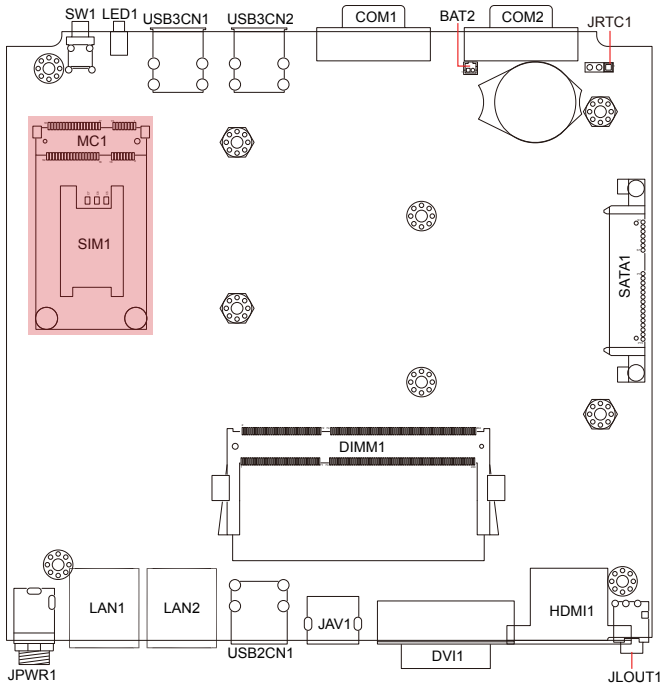 SW1 LED1 USB3CN1 USB3CN2 COM1 BAT2 COM2 JRTC1
MC1
SIM1
SATA1
DIMM1
LAN1 LAN2 HDMI1
JAV1
USB2CN1 DVI1
JPWR1 JLOUT1